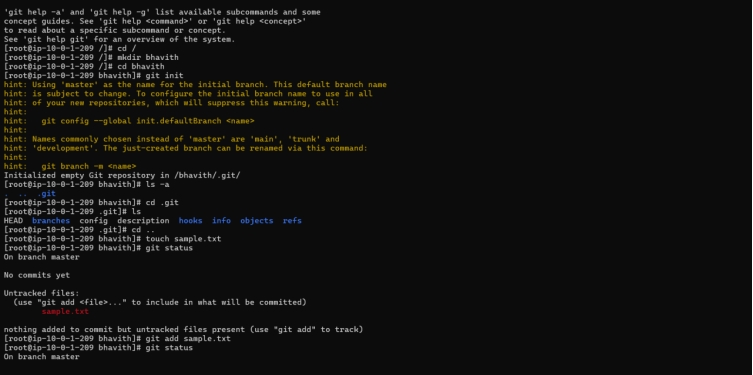 'git help -a' and 'git help -g' list available subcommands and some
concept guides. See 'git help <command>' or 'git help <concept>'
to read about a specific subcommand or concept.
See 'git help git' for an overview of the system.
[root@ip-10-0-1-209 /]# cd /
[root@ip-10-0-1-209 /]# mkdir bhavith
[root@ip-10-0-1-209 /]# cd bhavith
[root@ip-10-0-1-209 bhavith]# git init
hint: Using 'master' as the name for the initial branch. This default branch name
hint: is subject to change. To configure the initial branch name to use in all
hint: of your new repositories, which will suppress this warning, call:
hint:
hint:   git config --global init.defaultBranch <name>
hint:
hint: Names commonly chosen instead of 'master' are 'main', 'trunk' and
hint: 'development'. The just-created branch can be renamed via this command:
hint:
hint:   git branch -m <name>
Initialized empty Git repository in /bhavith/.git/
[root@ip-10-0-1-209 bhavith]# ls -a
.  ..  .git
[root@ip-10-0-1-209 bhavith]# cd .git
[root@ip-10-0-1-209 .git]# ls
HEAD  branches  config  description  hooks  info  objects  refs
[root@ip-10-0-1-209 .git]# cd ..
[root@ip-10-0-1-209 bhavith]# touch sample.txt
[root@ip-10-0-1-209 bhavith]# git status
On branch master

No commits yet

Untracked files:
  (use "git add <file>..." to include in what will be committed)
        sample.txt

nothing added to commit but untracked files present (use "git add" to track)
[root@ip-10-0-1-209 bhavith]# git add sample.txt
[root@ip-10-0-1-209 bhavith]# git status
On branch master